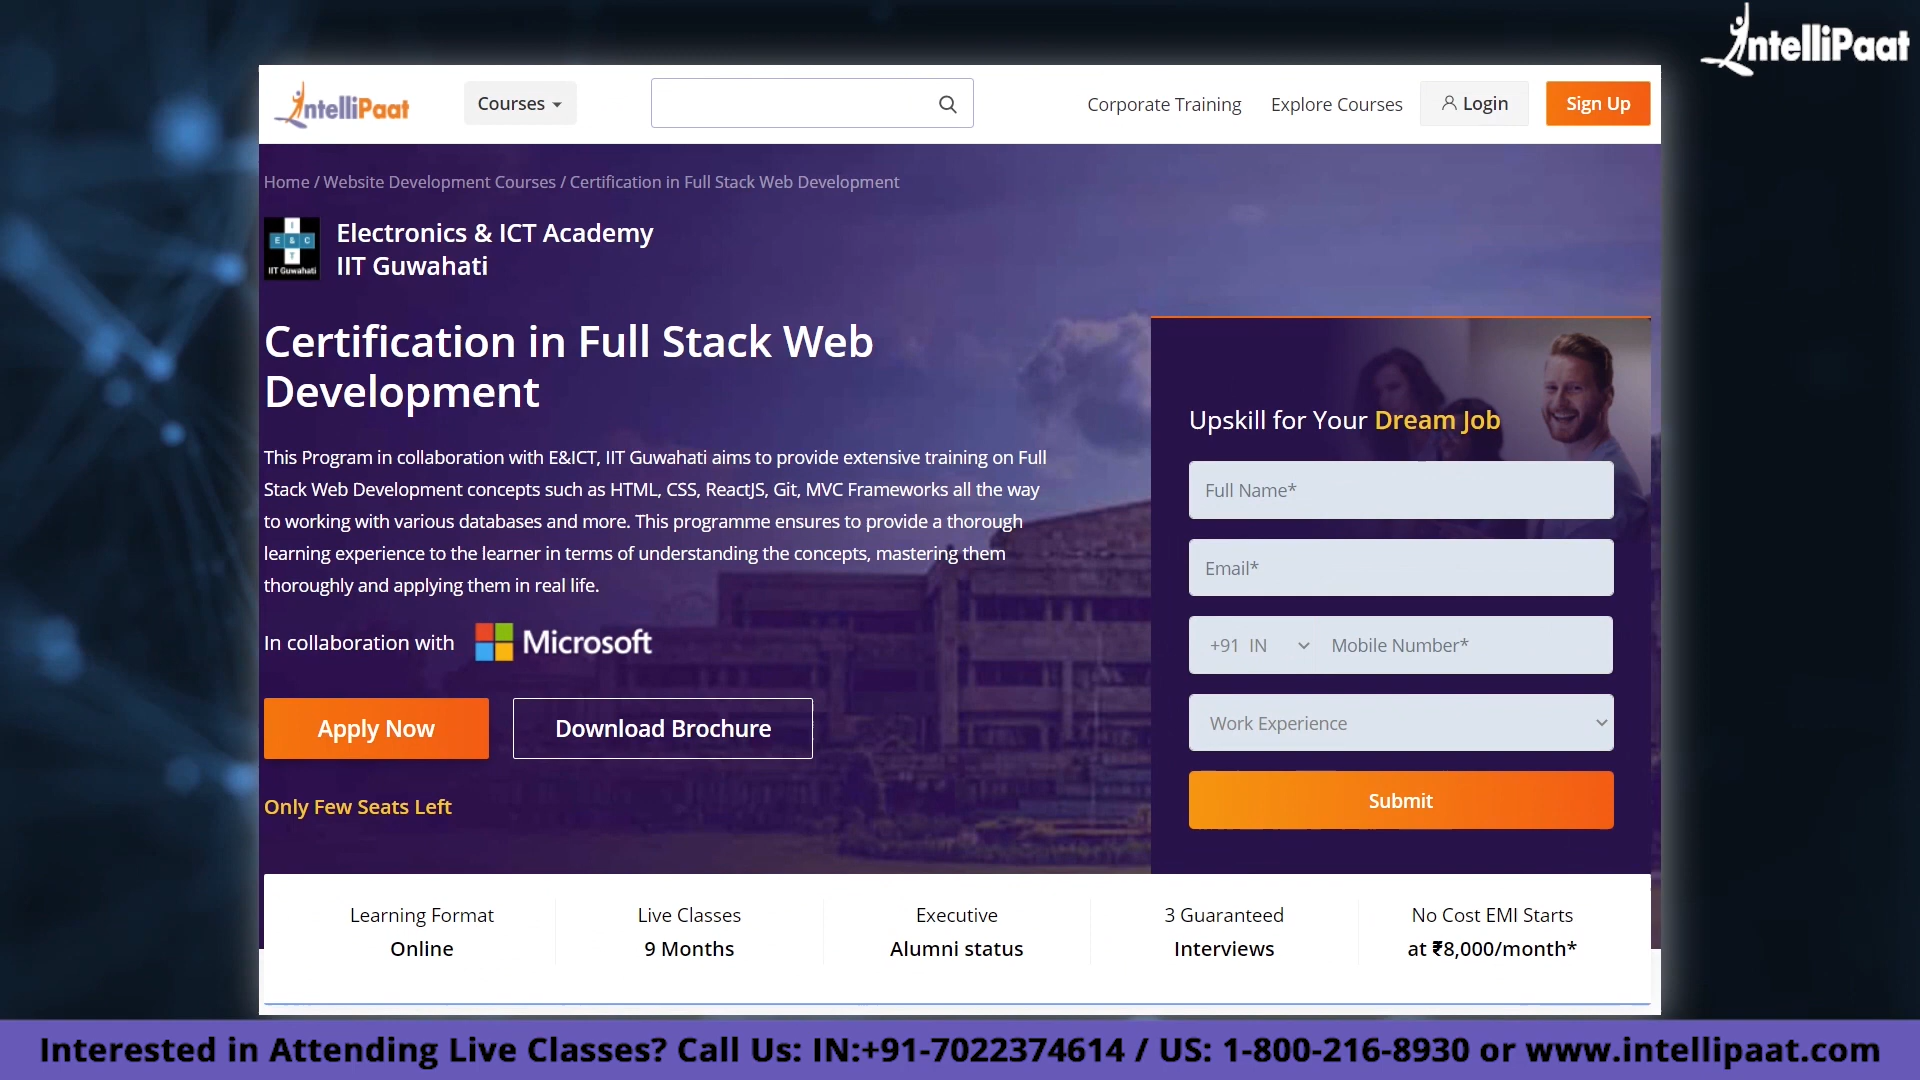 IntelliPaat
IntelliPaat
Courses
Corporate Training
Explore Courses
Login
Sign Up
Home / Website Development Courses / Certification in Full Stack Web Development
I
E & C
T
IIT Guwahati
Electronics & ICT Academy
IIT Guwahati
Certification in Full Stack Web
Development
This Program in collaboration with E&ICT, IIT Guwahati aims to provide extensive training on Full
Stack Web Development concepts such as HTML, CSS, ReactJS, Git, MVC Frameworks all the way
to working with various databases and more. This programme ensures to provide a thorough
learning experience to the learner in terms of understanding the concepts, mastering them
thoroughly and applying them in real life.
In collaboration with Microsoft
Apply Now
Download Brochure
Only Few Seats Left
Upskill for Your Dream Job
Full Name*
Email*
+91 IN
Mobile Number*
Work Experience
Submit
Learning Format
Online
Live Classes
9 Months
Executive
Alumni status
3 Guaranteed
Interviews
No Cost EMI Starts
at ₹8,000/month*
Interested in Attending Live Classes? Call Us: IN:+91-7022374614 / US: 1-800-216-8930 or www.intellipaat.com